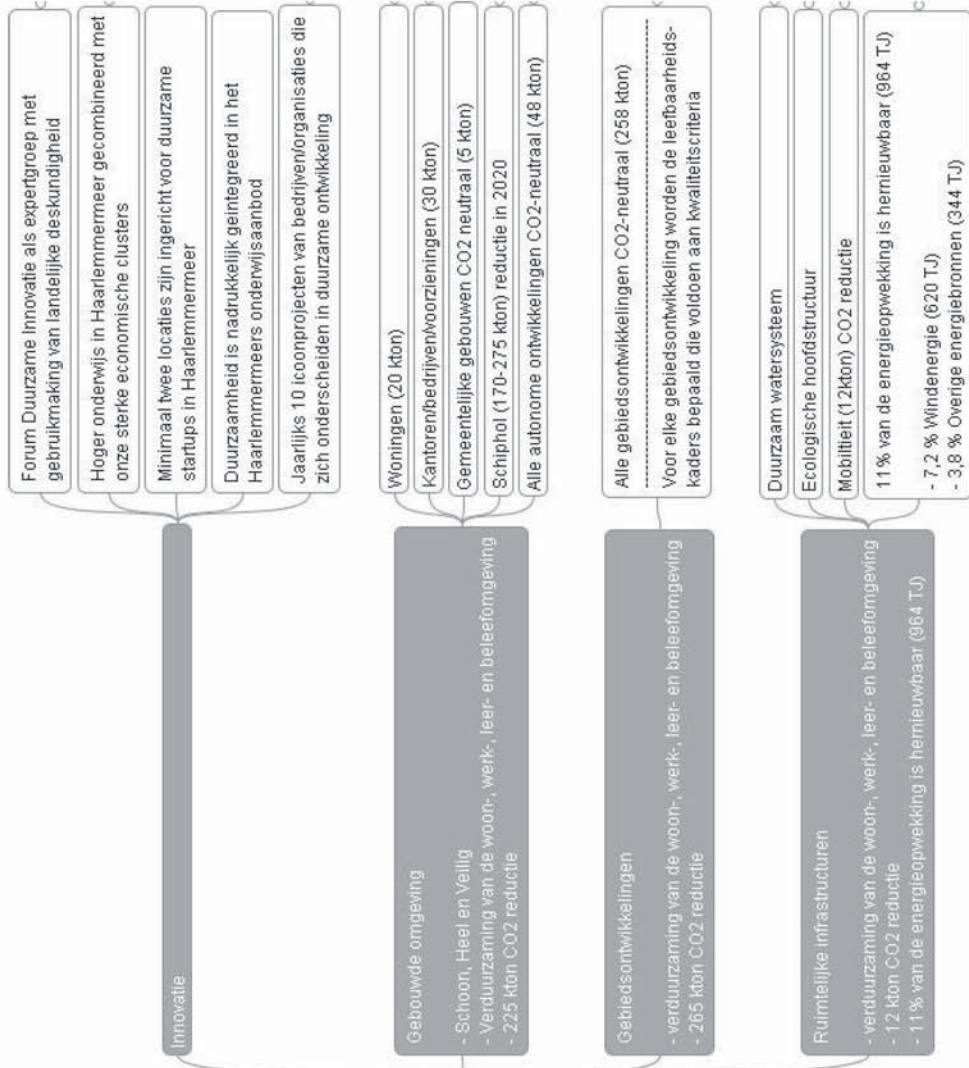 Innovatie
Forum Duurzame Innovatie als expertgroep met
gebruikmaking van landelijke deskundigheid
Hoger onderwijs in Haarlemmermeer gecombineerd met
onze sterke economische clusters
Minimaal twee locaties zijn ingericht voor duurzame
startups in Haarlemmermeer
Duurzaamheid is nadrukkelijk geintegreerd in het
Haarlemmermeers onderwijsaanbod
Jaarlijks 10 iconprojecten van bedrijven/organisaties die
zich onderscheiden in duurzame ontwikkeling
Gebouwde omgeving
- Schoon, Heel en Veilig
- Verduurzaming van de woon-, werk-, leer- en beleefomgeving
- 225 kton CO2 reductie
Woningen (20 kton)
Kantoren/bedrijven/voorzieningen (30 kton)
Gemeentelijke gebouwen CO2 neutraal (5 kton)
Schiphol (170-275 kton) reductie in 2020
Alle autonome ontwikkelingen CO2-neutraal (48 kton)
Gebiedsontwikkelingen
- verduurzaming van de woon-, werk-, leer- en beleefomgeving
- 265 kton CO2 reductie
Alle gebiedsontwikkelingen CO2-neutraal (258 kton)
Voor elke gebiedsontwikkeling worden de leefbaarheids-
kaders bepaald die voldoen aan kwaliteitscriteria
Ruimtelijke infrastructuren
- verduurzaming van de woon-, werk-, leer- en beleefomgeving
- 12 kton CO2 reductie
- 11% van de energieopwekking is hernieuwbaar (964 TJ)
Duurzaam watersysteem
Ecologische hoofdstructuur
Mobiltieit (12kton) CO2 reductie
11% van de energieopwekking is hernieuwbaar (964 TJ)
- 7,2 % Windenergie (620 TJ)
- 3,8 % Overige energiebronnen (344 TJ)